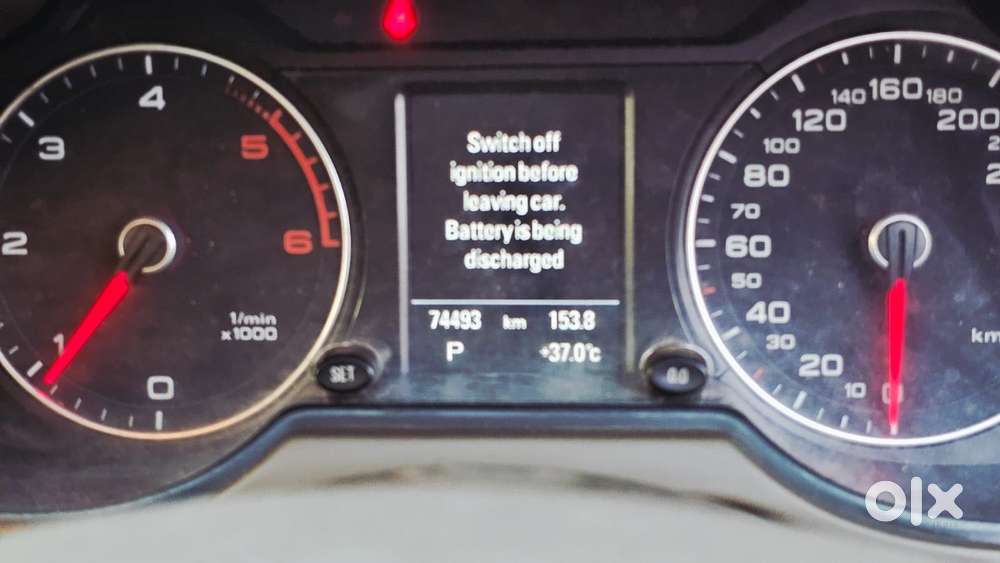 4
3
5
2
6
1
0
1/min
x1000
Switch off
ignition before
leaving car.
Battery is being
discharged
74493 km 153.8
P +37.0°c
SET
0.0
140 160 180
120 200
100
80
70
60
50
40
30
20
10
0
km
olx